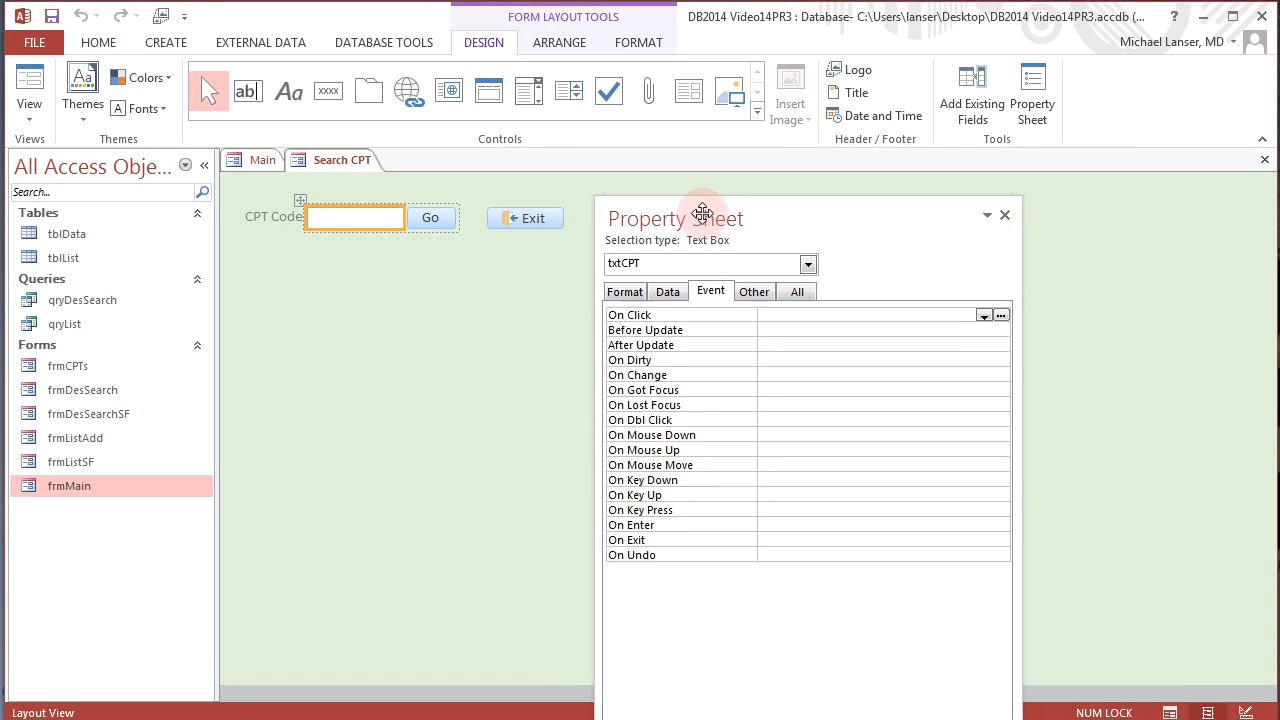 FORM LAYOUT TOOLS
DB2014 Video14PR3 : Database- C:\Users\lanser\Desktop\DB2014 Video14PR3.accdb (...
?
FILE HOME CREATE EXTERNAL DATA DATABASE TOOLS DESIGN ARRANGE FORMAT Michael Lanser, MD
View
Views
Themes
Colors
Fonts
Themes
ab|
Aa
xxxx
Controls
Insert
Image
Logo
Title
Date and Time
Header / Footer
Add Existing
Fields
Property
Sheet
Tools
All Access Obje...
Search...
Tables
tblData
tblList
Queries
qryDesSearch
qryList
Forms
frmCPTs
frmDesSearch
frmDesSearchSF
frmListAdd
frmListSF
frmMain
Main Search CPT
CPT Code Go Exit
Property Sheet
Selection type: Text Box
txtCPT
Format Data Event Other All
On Click
Before Update
After Update
On Dirty
On Change
On Got Focus
On Lost Focus
On Dbl Click
On Mouse Down
On Mouse Up
On Mouse Move
On Key Down
On Key Up
On Key Press
On Enter
On Exit
On Undo
Layout View NUM LOCK